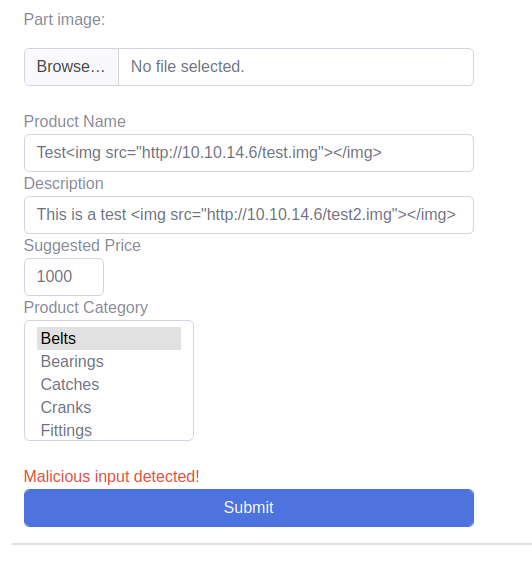 Part image:
Browse... No file selected.
Product Name
Test<img src="http://10.10.14.6/test.img"></img>
Description
This is a test <img src="http://10.10.14.6/test2.img"></img>
Suggested Price
1000
Product Category
Belts
Bearings
Catches
Cranks
Fittings
Malicious input detected!
Submit